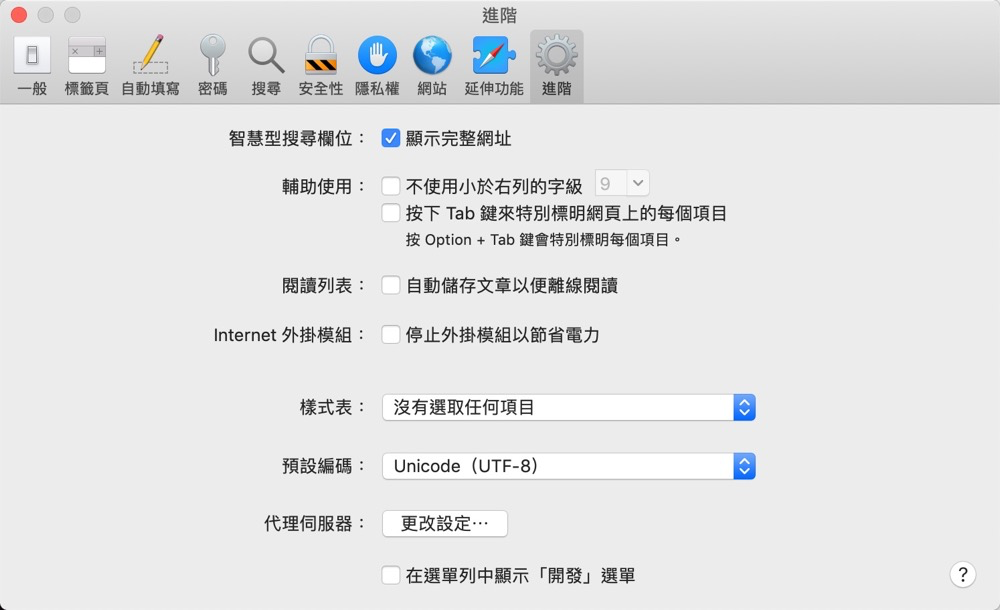 進階
一般 標籤頁 自動填寫 密碼 搜尋 安全性 隱私權 網站 延伸功能 進階
智慧型搜尋欄位： 顯示完整網址
輔助使用： 不使用小於右列的字級 9
按下 Tab 鍵來特別標明網頁上的每個項目
按 Option + Tab 鍵會特別標明每個項目。
閱讀列表： 自動儲存文章以便離線閱讀
Internet 外掛模組： 停止外掛模組以節省電力
樣式表： 沒有選取任何項目
預設編碼： Unicode（UTF-8）
代理伺服器： 更改設定⋯
在選單列中顯示「開發」選單
?